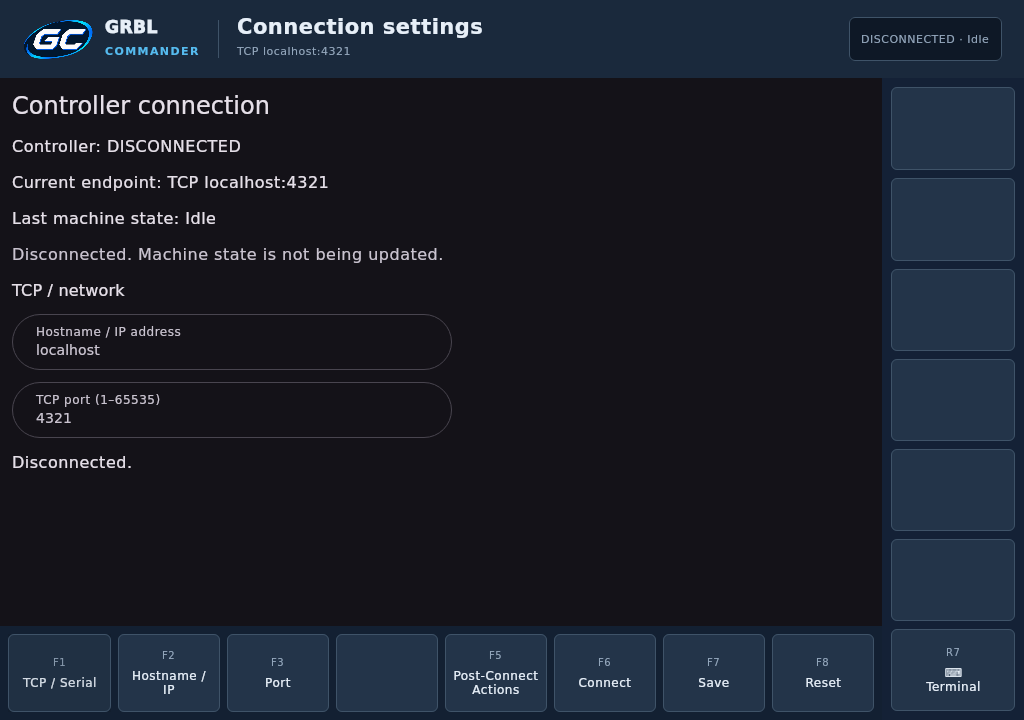 GC
GRBL
COMMANDER
Connection settings
TCP localhost:4321
DISCONNECTED · Idle
Controller connection
Controller: DISCONNECTED
Current endpoint: TCP localhost:4321
Last machine state: Idle
Disconnected. Machine state is not being updated.
TCP / network
Hostname / IP address
localhost
TCP port (1–65535)
4321
Disconnected.
F1
TCP / Serial
F2
Hostname /
IP
F3
Port
F5
Post-Connect
Actions
F6
Connect
F7
Save
F8
Reset
R7
⌨
Terminal